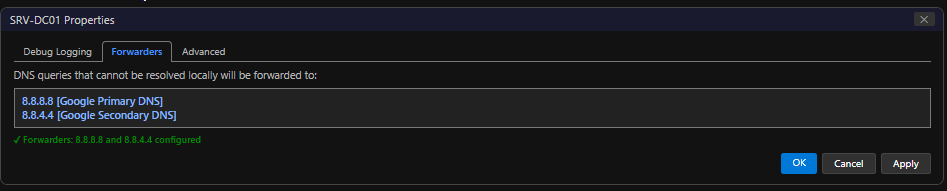 SRV-DC01 Properties
Debug Logging Forwarders Advanced
DNS queries that cannot be resolved locally will be forwarded to:
8.8.8.8 [Google Primary DNS]
8.8.4.4 [Google Secondary DNS]
✓ Forwarders: 8.8.8.8 and 8.8.4.4 configured
OK Cancel Apply